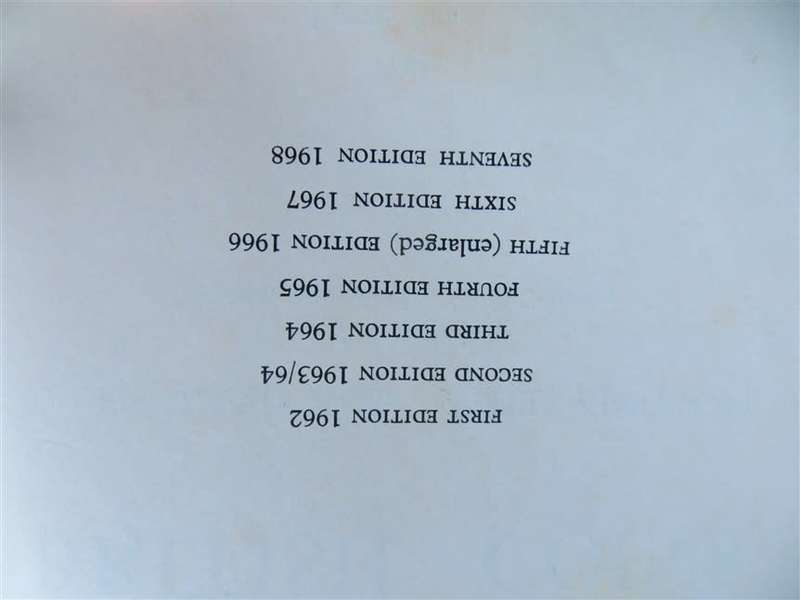 FIRST EDITION 1962
SECOND EDITION 1963/64
THIRD EDITION 1964
FOURTH EDITION 1965
FIFTH (enlarged) EDITION 1966
SIXTH EDITION 1967
SEVENTH EDITION 1968